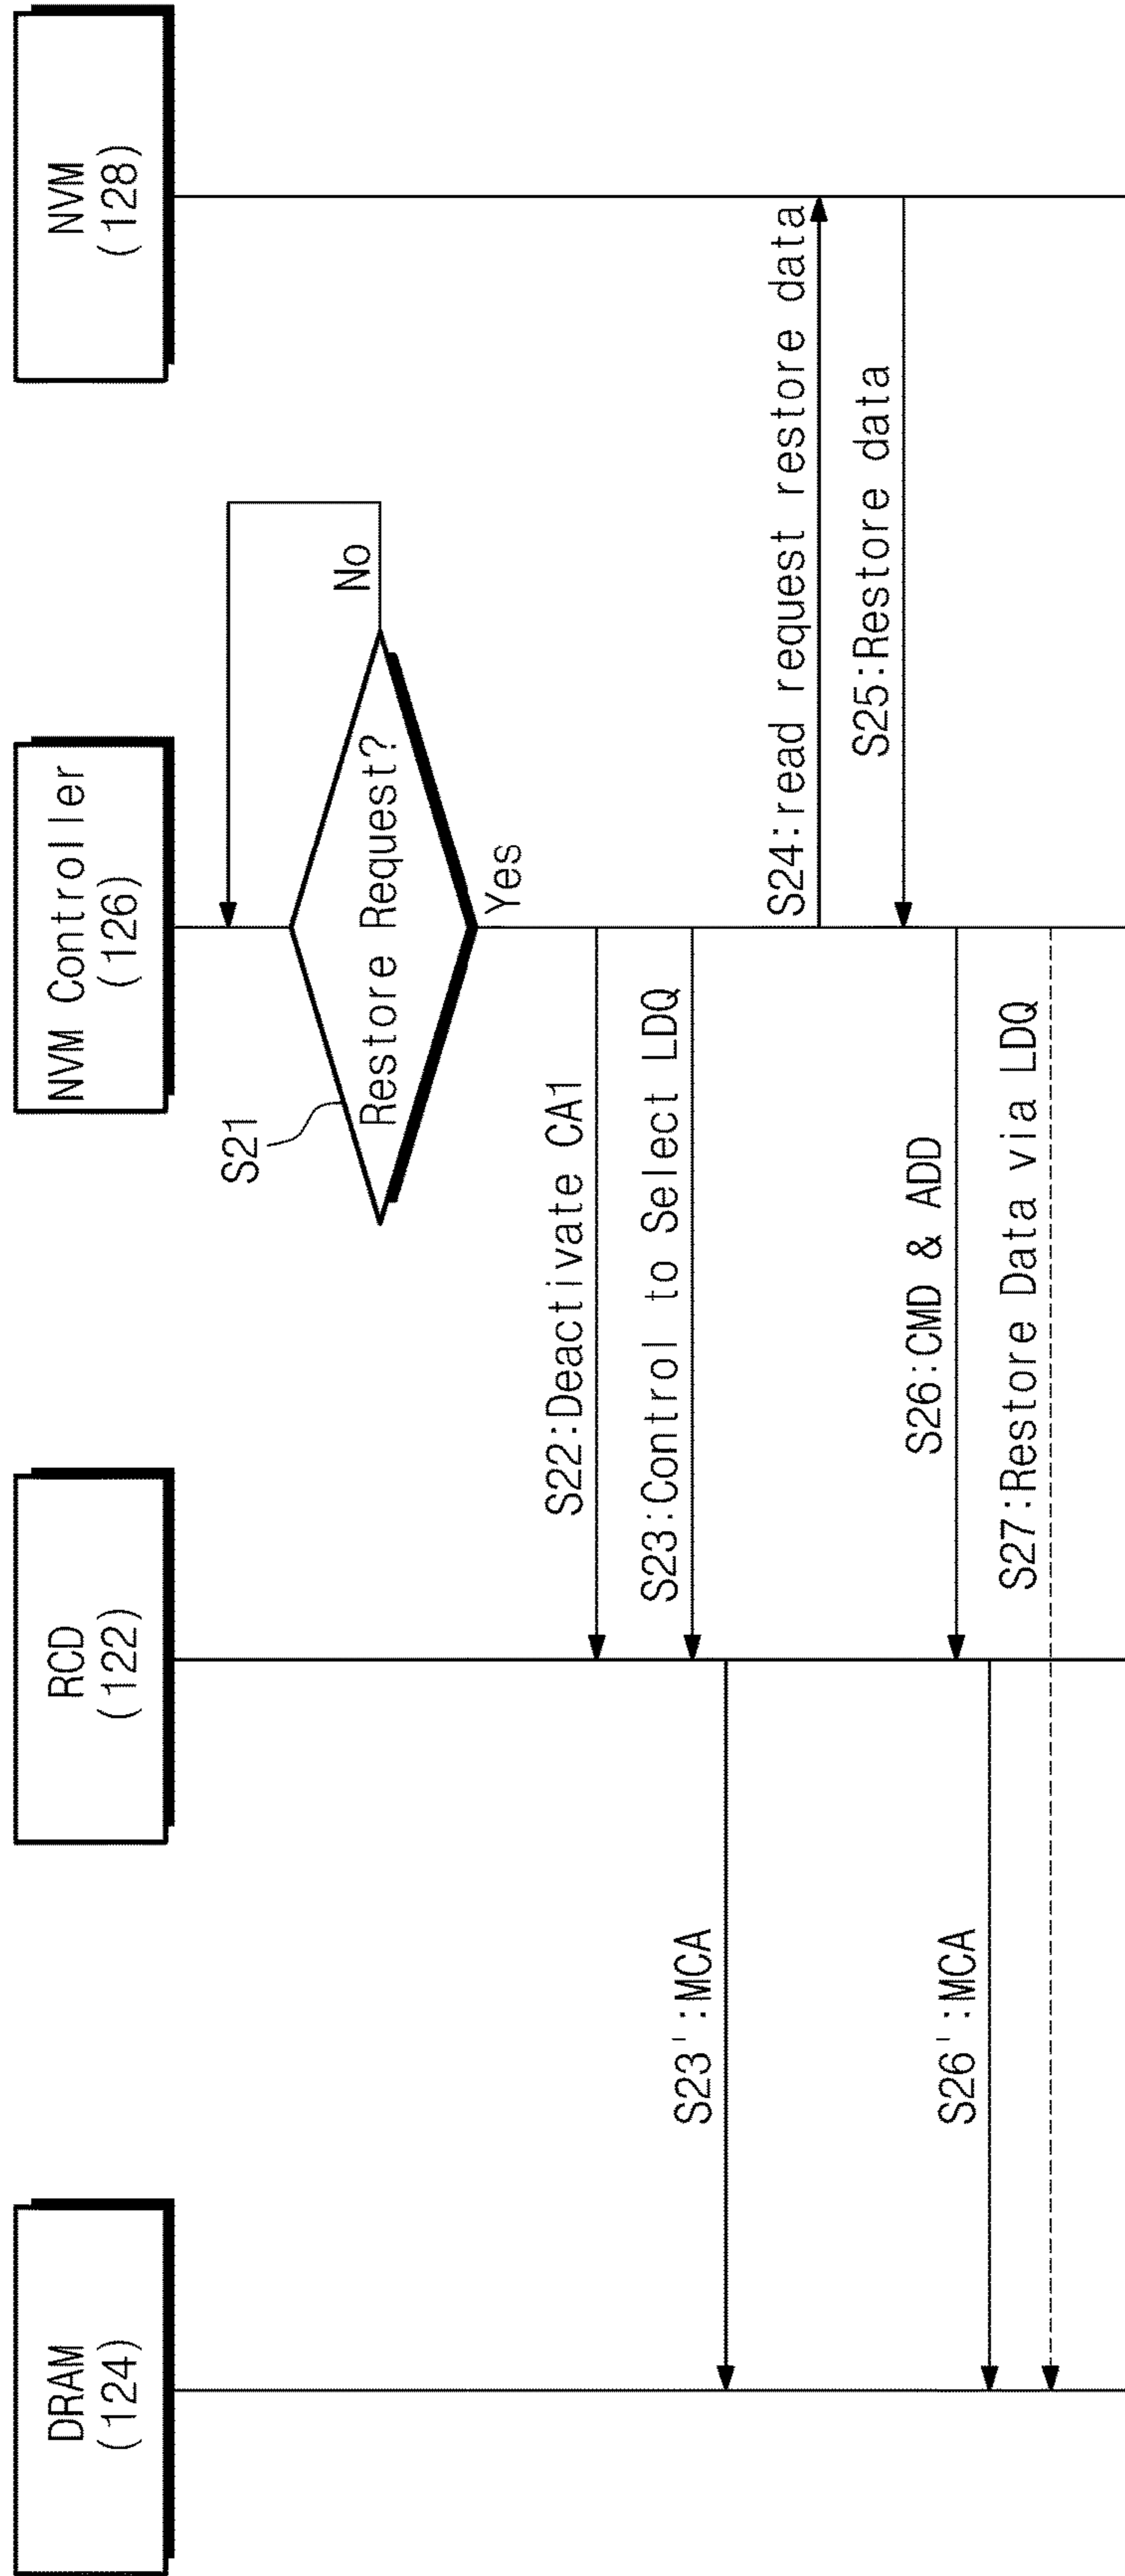 DRAM
(124)
RCD
(122)
NVM Controller
(126)
NVM
(128)
S21
Restore Request?
No
Yes
S22:Deactivate CA1
S23:Control to Select LDQ
S23':MCA
S24:read request restore data
S25:Restore data
S26:CMD & ADD
S26':MCA
S27:Restore Data via LDQ